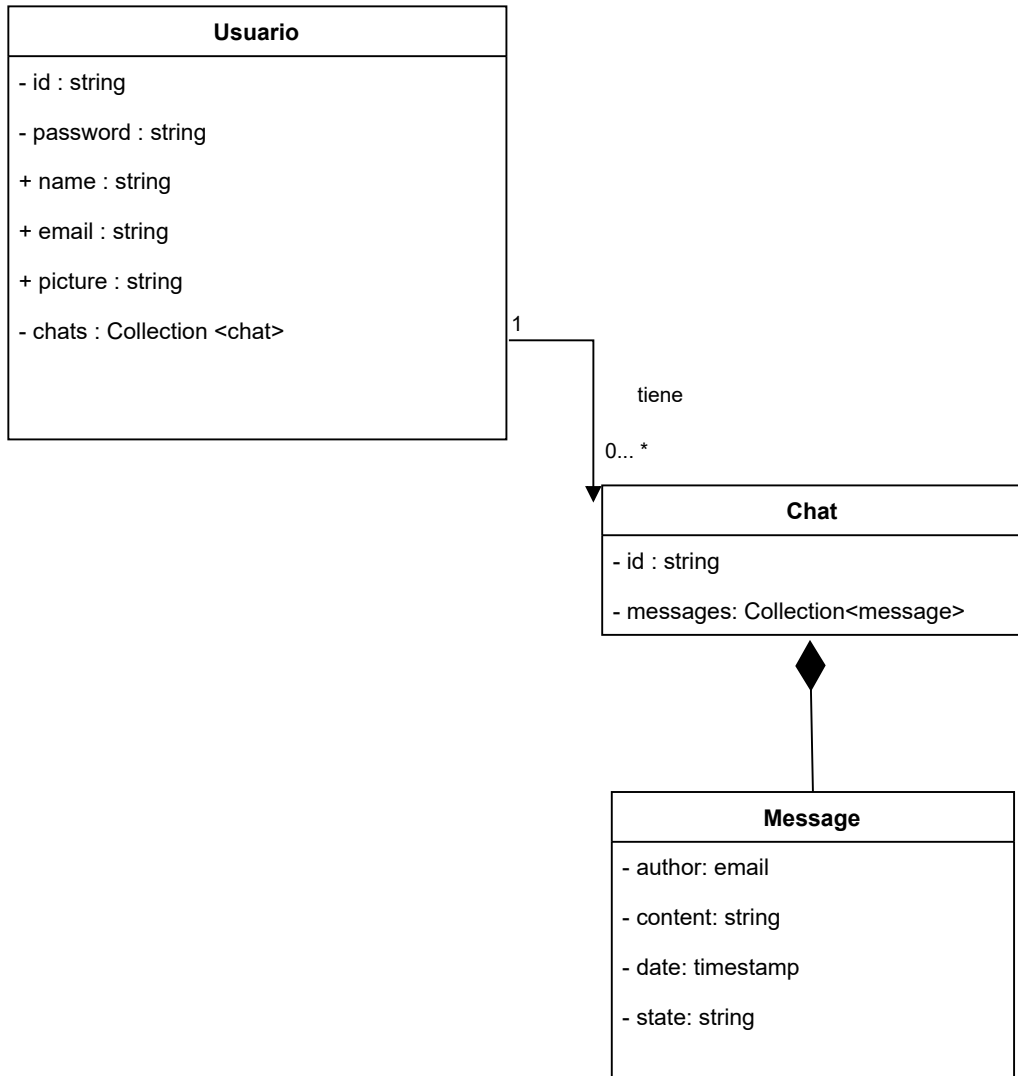 Usuario
- id : string
- password : string
+ name : string
+ email : string
+ picture : string
- chats : Collection <chat>
1
tiene
0... *
Chat
- id : string
- messages: Collection<message>
Message
- author: email
- content: string
- date: timestamp
- state: string